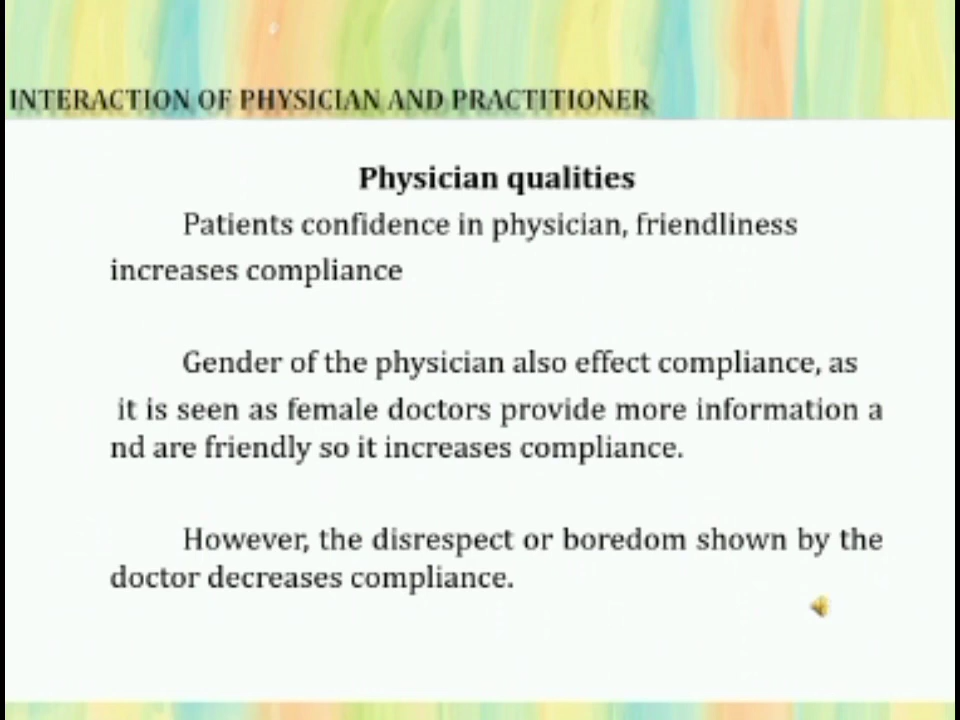 INTERACTION OF PHYSICIAN AND PRACTITIONER
Physician qualities
Patients confidence in physician, friendliness
increases compliance
Gender of the physician also effect compliance, as
it is seen as female doctors provide more information a
nd are friendly so it increases compliance.
However, the disrespect or boredom shown by the
doctor decreases compliance.